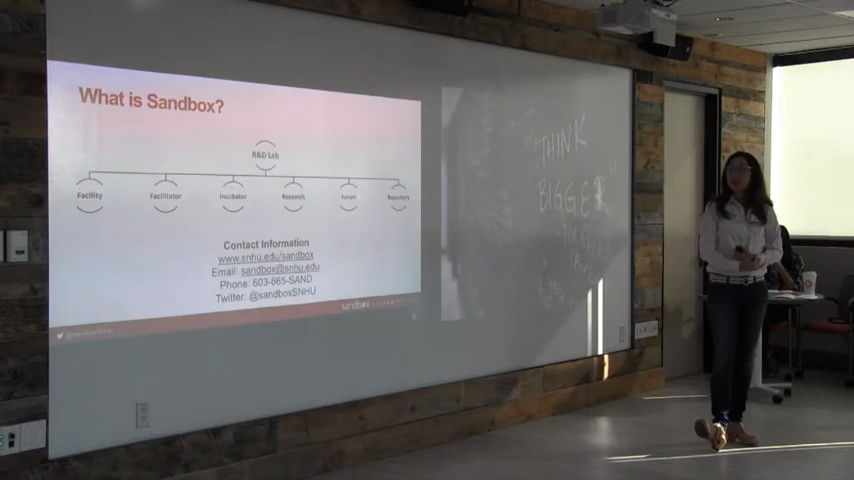 What is Sandbox?
R&D Lab
Facility Facilitator Incubator Research Forum Repository
Contact Information
www.snhu.edu/sandbox
Email: sandbox@snhu.edu
Phone: 603-665-SAND
Twitter: @sandboxSNHU
sandbox
@sandboxSNHU
"THINK
BIGGER"